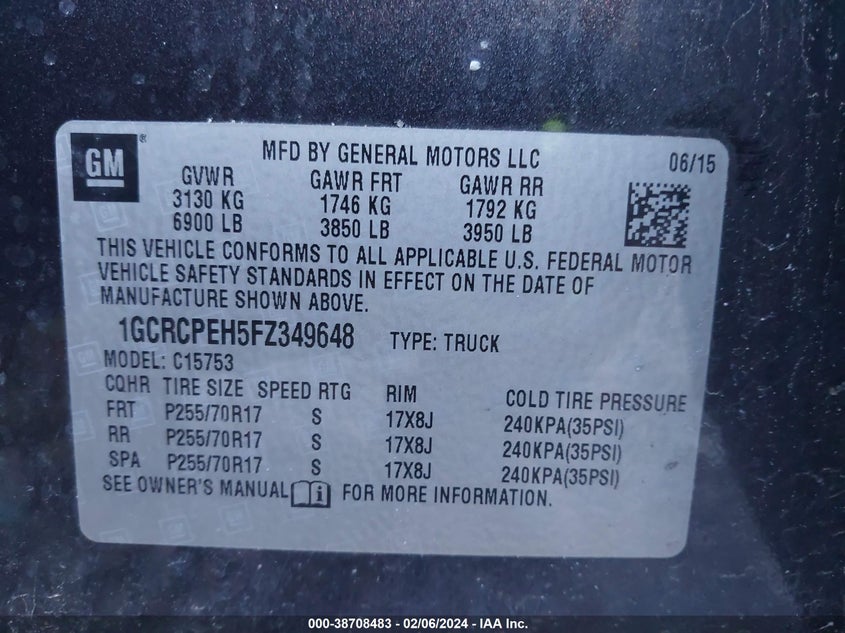 GM ®
MFD BY GENERAL MOTORS LLC 06/15
GVWR GAWR FRT GAWR RR
3130 KG 1746 KG 1792 KG
6900 LB 3850 LB 3950 LB
THIS VEHICLE CONFORMS TO ALL APPLICABLE U.S. FEDERAL MOTOR
VEHICLE SAFETY STANDARDS IN EFFECT ON THE DATE OF
MANUFACTURE SHOWN ABOVE.
1GCRCPEH5FZ349648 TYPE: TRUCK
MODEL: C15753
CQHR TIRE SIZE SPEED RTG RIM COLD TIRE PRESSURE
FRT P255/70R17 S 17X8J 240KPA(35PSI)
RR P255/70R17 S 17X8J 240KPA(35PSI)
SPA P255/70R17 S 17X8J 240KPA(35PSI)
SEE OWNER'S MANUAL FOR MORE INFORMATION.
000-38708483 - 02/06/2024 - IAA Inc.